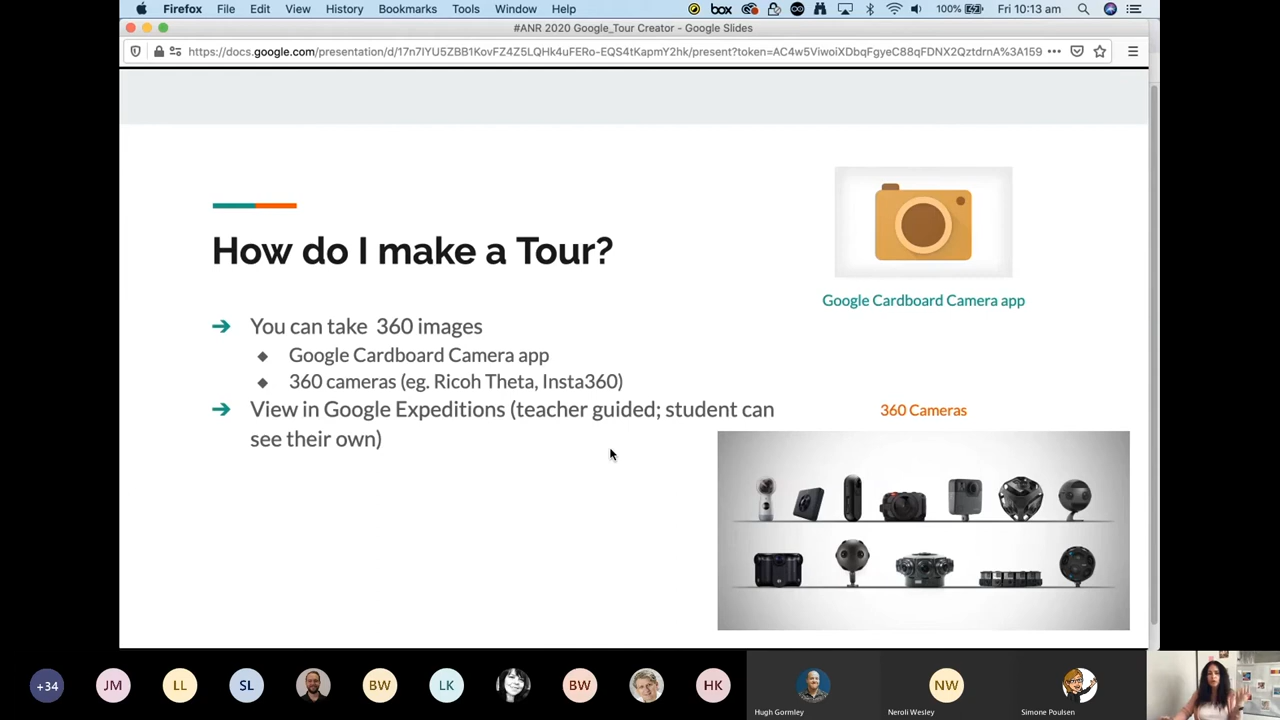 Firefox File Edit View History Bookmarks Tools Window Help box 100% Fri 10:13 am
#ANR 2020 Google_Tour Creator - Google Slides
https://docs.google.com/presentation/d/17n7IYU5ZBB1KovFZ4Z5LQHk4uFERo-EQS4tKapmY2hk/present?token=AC4w5ViwoiXDbqFgyeC88qFDNX2QztdrnA%3A159
How do I make a Tour?
➔ You can take 360 images
◆ Google Cardboard Camera app
◆ 360 cameras (eg. Ricoh Theta, Insta360)
➔ View in Google Expeditions (teacher guided; student can
see their own)
Google Cardboard Camera app
360 Cameras
+34 JM LL SL BW LK BW HK NW
Hugh Gormley Neroli Wesley Simone Poulsen